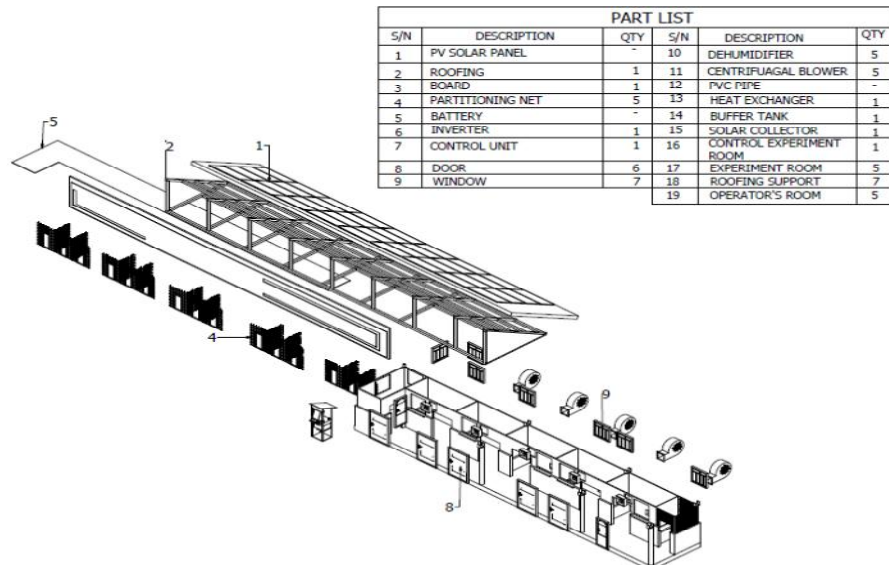 PART LIST
S/N DESCRIPTION QTY S/N DESCRIPTION QTY
1 PV SOLAR PANEL - 10 DEHUMIDIFIER 5
2 ROOFING 1 11 CENTRIFUAGAL BLOWER 5
3 BOARD 1 12 PVC PIPE -
4 PARTITIONING NET 5 13 HEAT EXCHANGER 1
5 BATTERY - 14 BUFFER TANK 1
6 INVERTER 1 15 SOLAR COLLECTOR 1
7 CONTROL UNIT 1 16 CONTROL EXPERIMENT ROOM 1
8 DOOR 6 17 EXPERIMENT ROOM 5
9 WINDOW 7 18 ROOFING SUPPORT 7
19 OPERATOR'S ROOM 5
5
2
1
4
9
8